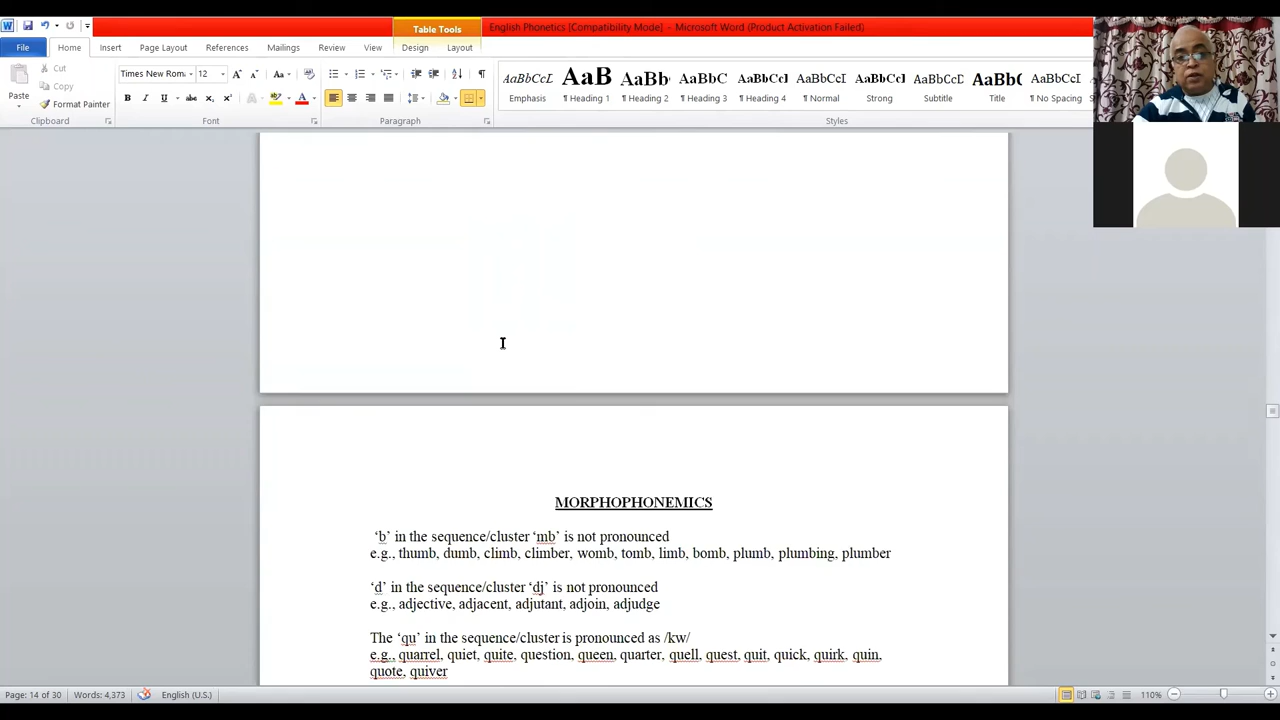 English Phonetics [Compatibility Mode] - Microsoft Word (Product Activation Failed)
Table Tools
File Home Insert Page Layout References Mailings Review View Design Layout
Cut
Copy
Paste
Format Painter
Clipboard
Times New Rom
12
Font
Paragraph
AaBbCcI AaB AaBb AaBbC AaBbCcI AaBbCcI AaBbCcI AaBbCcI AaBb( AaBbCcI
Emphasis ¶ Heading 1 ¶ Heading 2 ¶ Heading 3 ¶ Heading 4 ¶ Normal Strong Subtitle Title ¶ No Spacing
Styles
MORPHOPHONEMICS
‘b’ in the sequence/cluster ‘mb’ is not pronounced
e.g., thumb, dumb, climb, climber, womb, tomb, limb, bomb, plumb, plumbing, plumber
‘d’ in the sequence/cluster ‘dj’ is not pronounced
e.g., adjective, adjacent, adjutant, adjoin, adjudge
The ‘qu’ in the sequence/cluster is pronounced as /kw/
e.g., quarrel, quiet, quite, question, queen, quarter, quell, quest, quit, quick, quirk, quin,
quote, quiver
Page: 14 of 30 Words: 4,373 English (U.S.) 110%